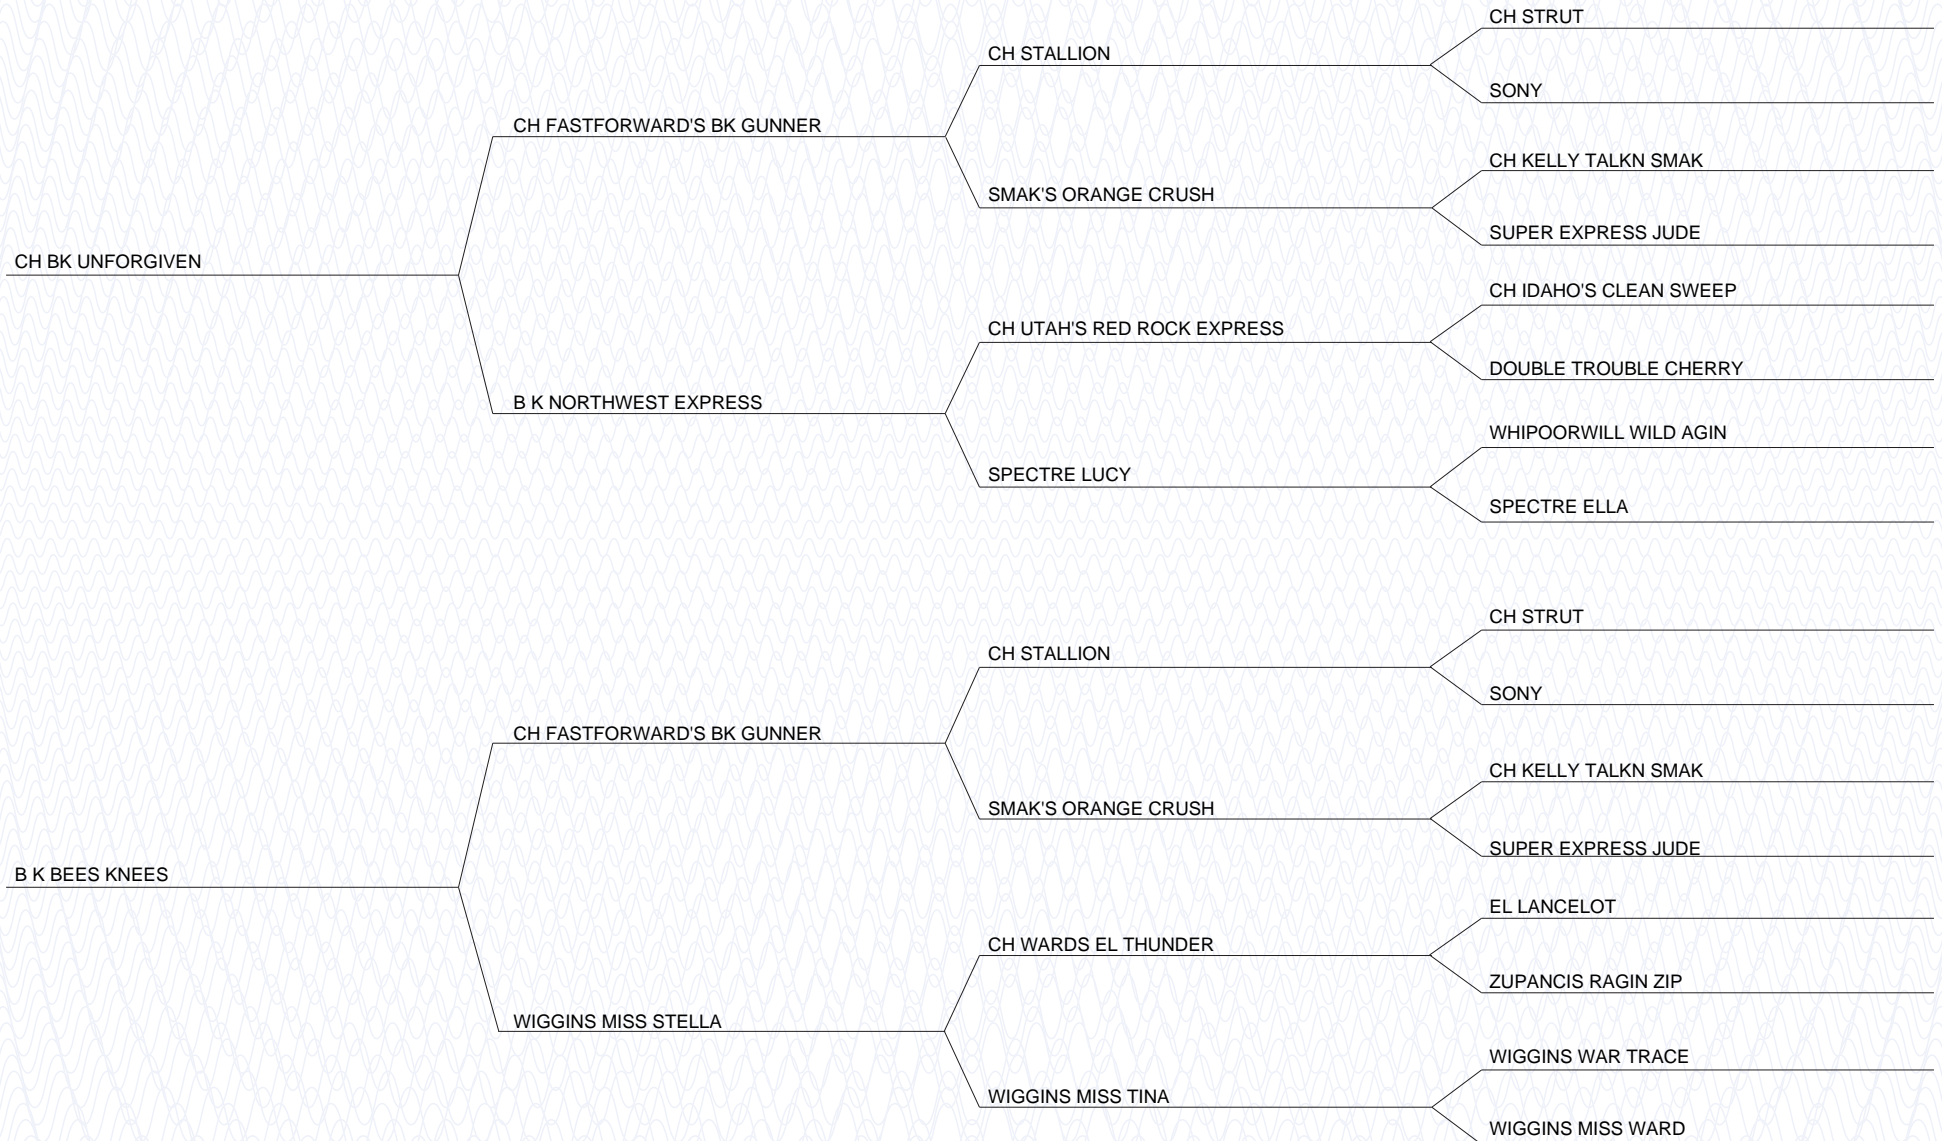 CH STRUT
CH STALLION
SONY
CH FASTFORWARD'S BK GUNNER
CH KELLY TALKN SMAK
SMAK'S ORANGE CRUSH
SUPER EXPRESS JUDE
CH BK UNFORGIVEN
CH IDAHO'S CLEAN SWEEP
CH UTAH'S RED ROCK EXPRESS
DOUBLE TROUBLE CHERRY
B K NORTHWEST EXPRESS
WHIPOORWILL WILD AGIN
SPECTRE LUCY
SPECTRE ELLA
CH STRUT
CH STALLION
SONY
CH FASTFORWARD'S BK GUNNER
CH KELLY TALKN SMAK
SMAK'S ORANGE CRUSH
SUPER EXPRESS JUDE
B K BEES KNEES
EL LANCELOT
CH WARDS EL THUNDER
ZUPANCIS RAGIN ZIP
WIGGINS MISS STELLA
WIGGINS WAR TRACE
WIGGINS MISS TINA
WIGGINS MISS WARD